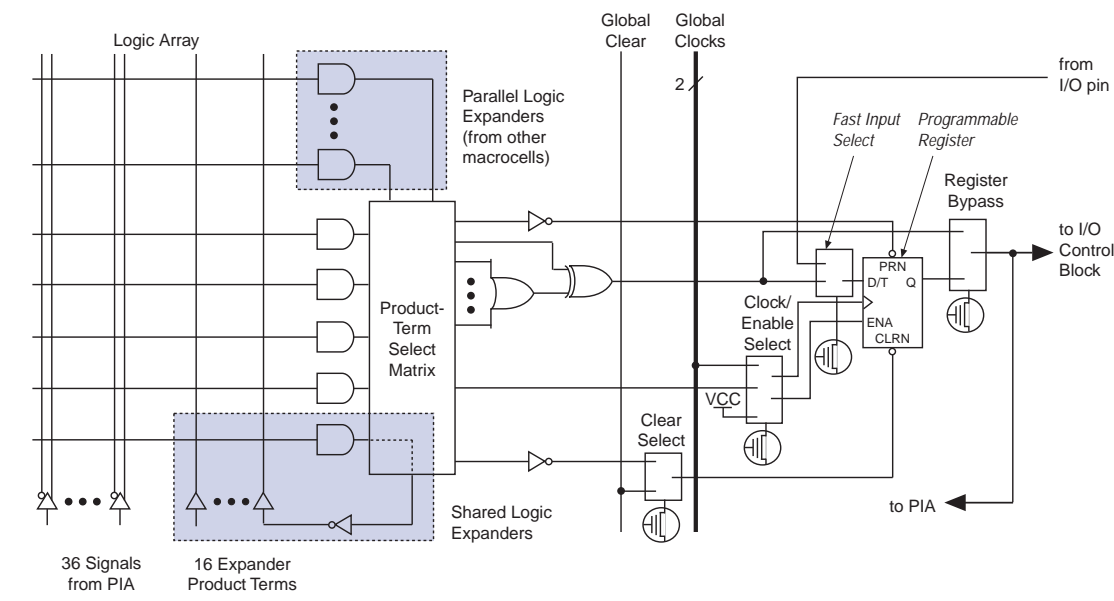 Logic Array
Global
Clear
Global
Clocks
2
from
I/O pin
Parallel Logic
Expanders
(from other
macrocells)
Fast Input
Select
Programmable
Register
Register
Bypass
to I/O
Control
Block
PRN
D/T
Q
ENA
CLRN
Clock/
Enable
Select
Product-
Term
Select
Matrix
VCC
Clear
Select
to PIA
Shared Logic
Expanders
36 Signals
from PIA
16 Expander
Product Terms